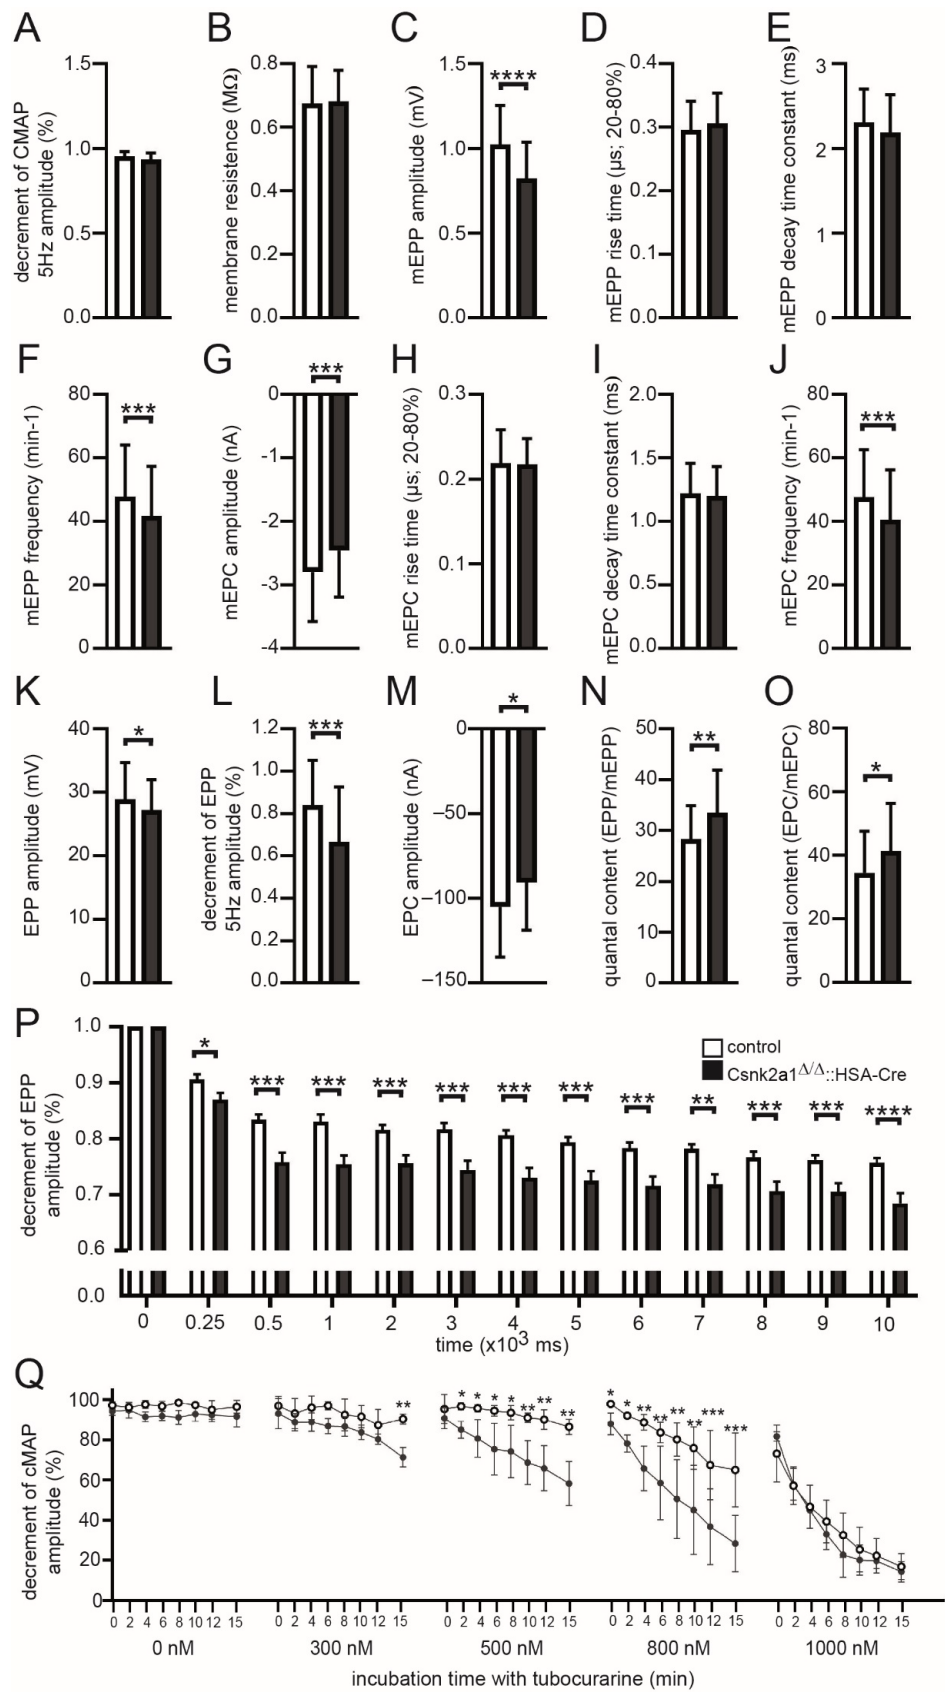 A
decrement of CMAP
5Hz amplitude (%)
1.5
1.0
0.5
0.0
B
membrane resistence (MΩ)
0.8
0.6
0.4
0.2
0.0
C
mEPP amplitude (mV)
1.5
1.0
0.5
0.0
****
D
mEPP rise time (µs; 20-80%)
0.4
0.3
0.2
0.1
0.0
E
mEPP decay time constant (ms)
3
2
1
0
F
mEPP frequency (min-1)
80
60
40
20
0
***
G
mEPC amplitude (nA)
0
-1
-2
-3
-4
***
H
mEPC rise time (µs; 20-80%)
0.3
0.2
0.1
0.0
I
mEPC decay time constant (ms)
2.0
1.5
1.0
0.5
0.0
J
mEPC frequency (min-1)
80
60
40
20
0
***
K
EPP amplitude (mV)
40
30
20
10
0
*
L
decrement of EPP
5Hz amplitude (%)
1.2
1.0
0.8
0.6
0.4
0.2
0.0
***
M
EPC amplitude (nA)
0
−50
−100
−150
*
N
quantal content (EPP/mEPP)
50
40
30
20
10
0
**
O
quantal content (EPC/mEPC)
80
60
40
20
0
*
P
decrement of EPP
amplitude (%)
1.0
0.9
0.8
0.7
0.6
0.0
* *** *** *** *** *** *** *** ** *** *** ****
control
Csnk2a1Δ/Δ::HSA-Cre
0 0.25 0.5 1 2 3 4 5 6 7 8 9 10
time (x103 ms)
Q
decrement of cMAP
amplitude (%)
100
80
60
40
20
0
** * * * * ** ** ** * * ** ** ** ** *** ***
0 2 4 6 8 10 12 15 0 2 4 6 8 10 12 15 0 2 4 6 8 10 12 15 0 2 4 6 8 10 12 15 0 2 4 6 8 10 12 15
0 nM 300 nM 500 nM 800 nM 1000 nM
incubation time with tubocurarine (min)